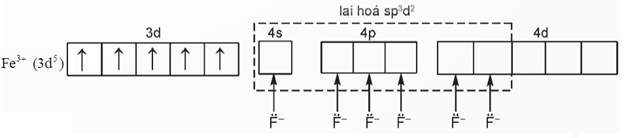 lai hoá sp³d²
3d 4s 4p 4d
Fe³⁺ (3d⁵) ↑ ↑ ↑ ↑ ↑
F̈⁻ F̈⁻ F̈⁻ F̈⁻ F̈⁻ F̈⁻